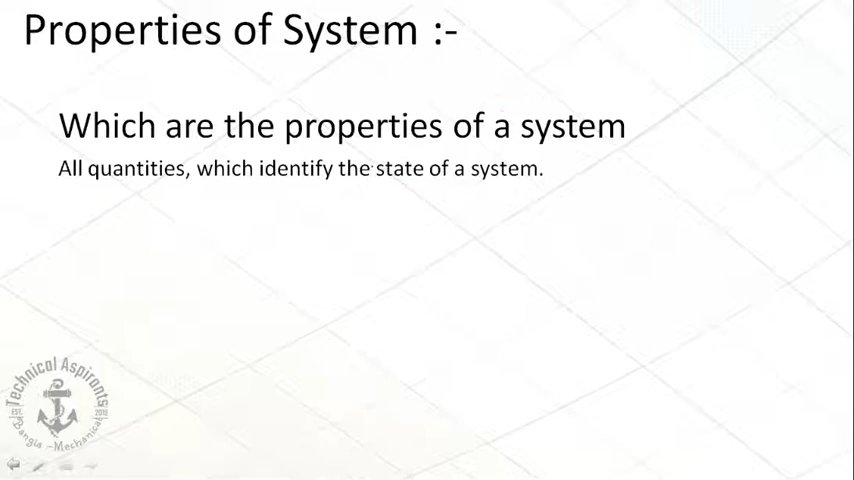 Properties of System :-
Which are the properties of a system
All quantities, which identify the state of a system.
Technical Aspirants
2018
Bangla - Mechanical